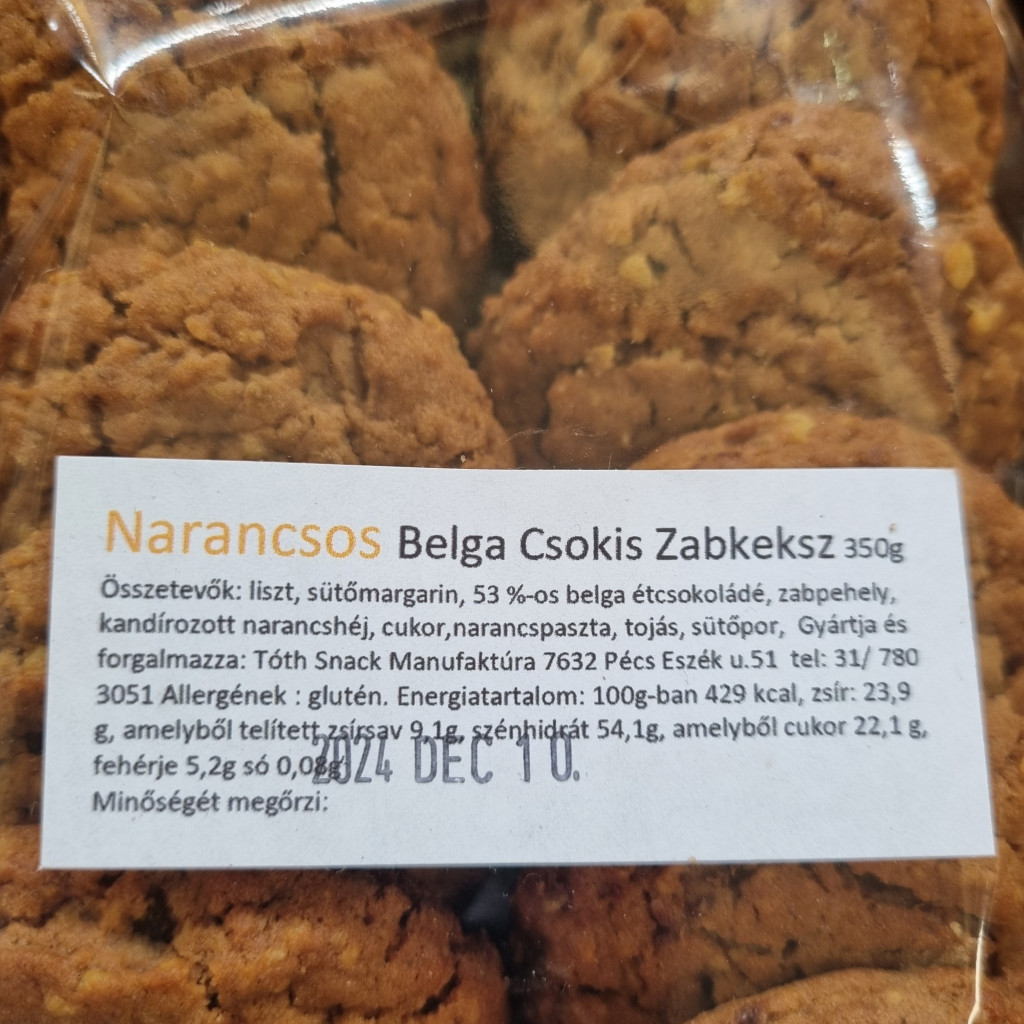 Narancsos Belga Csokis Zabkeksz 350g
Összetevők: liszt, sütőmargarin, 53 %-os belga étcsokoládé, zabpehely,
kandírozott narancshéj, cukor,narancspaszta, tojás, sütőpor, Gyártja és
forgalmazza: Tóth Snack Manufaktúra 7632 Pécs Eszék u.51 tel: 31/ 780
3051 Allergének : glutén. Energiatartalom: 100g-ban 429 kcal, zsír: 23,9
g, amelyből telített zsírsav 9,1g, szénhidrát 54,1g, amelyből cukor 22,1 g,
fehérje 5,2g só 0,08g
2024 DEC 10.
Minőségét megőrzi: